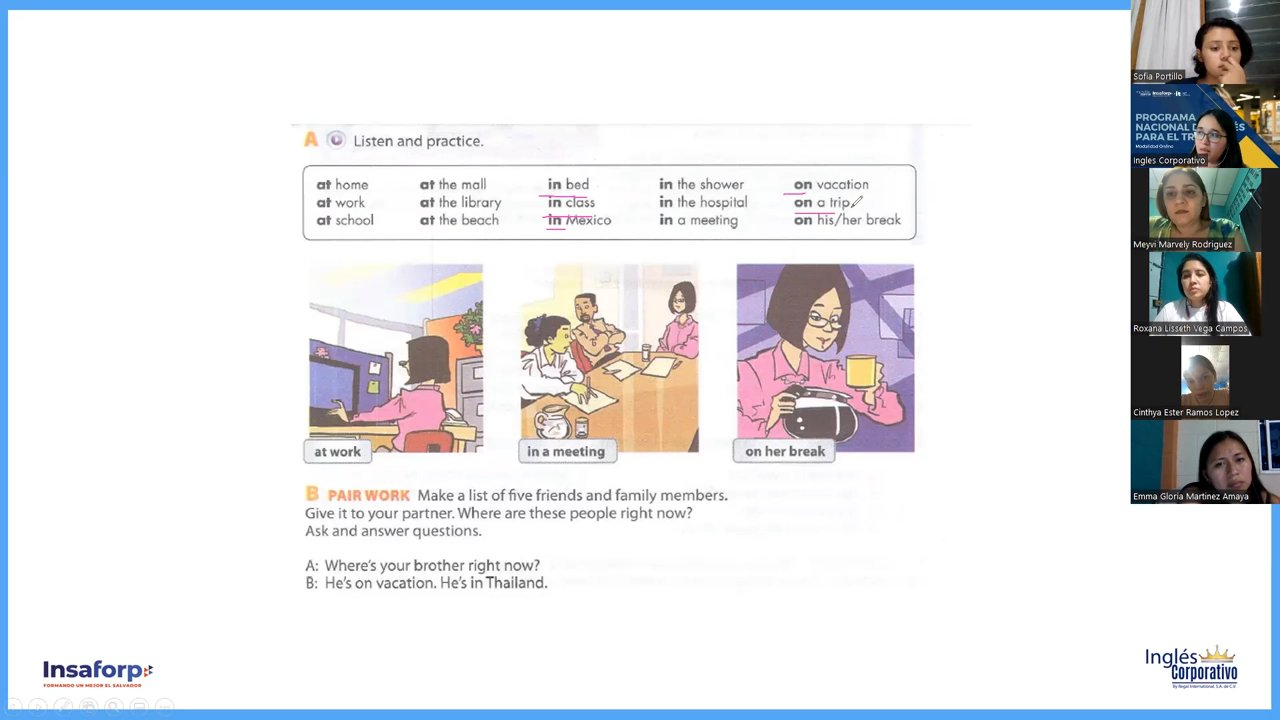 A Listen and practice.
at home at the mall in bed in the shower on vacation
at work at the library in class in the hospital on a trip
at school at the beach in Mexico in a meeting on his/her break
at work in a meeting on her break
B PAIR WORK Make a list of five friends and family members.
Give it to your partner. Where are these people right now?
Ask and answer questions.
A: Where's your brother right now?
B: He's on vacation. He's in Thailand.
Insaforp
FORMANDO UN MEJOR EL SALVADOR
Inglés
Corporativo
By Regal International, S.A. de C.V.
Sofia Portillo
Insaforp
PROGRAMA
NACIONAL D
ÉS
PARA EL TR
Modalidad Online
Ingles Corporativo
Meyvi Marvely Rodriguez
Roxana Lisseth Vega Campos
Cinthya Ester Ramos Lopez
Emma Gloria Martinez Amaya